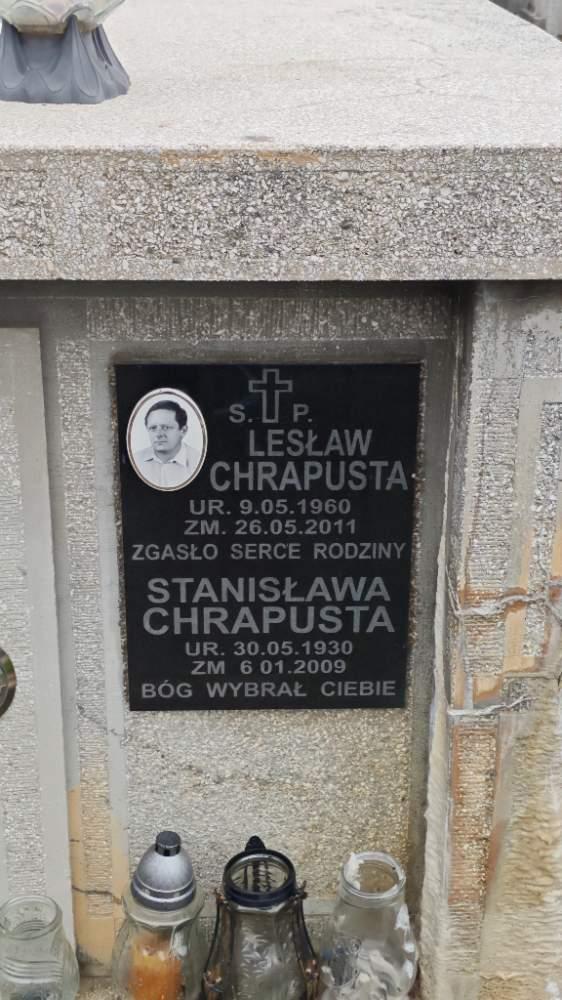 S. P.
LESŁAW
CHRAPUSTA
UR. 9.05.1960
ZM. 26.05.2011
ZGASŁO SERCE RODZINY
STANISŁAWA
CHRAPUSTA
UR. 30.05.1930
ZM 6 01.2009
BÓG WYBRAŁ CIEBIE